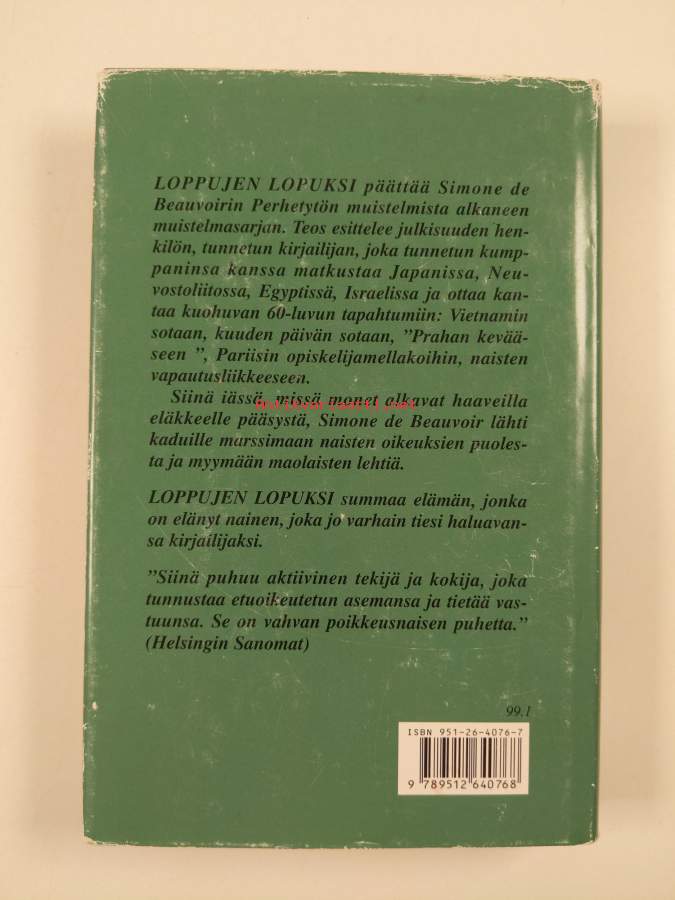 LOPPUJEN LOPUKSI päättää Simone de
Beauvoirin Perhetytön muistelmista alkaneen
muistelmasarjan. Teos esittelee julkisuuden hen-
kilön, tunnetun kirjailijan, joka tunnetun kump-
paninsa kanssa matkustaa Japanissa, Neu-
vostoliitossa, Egyptissä, Israelissa ja ottaa kan-
taa kuohuvan 60-luvun tapahtumiin: Vietnamin
sotaan, kuuden päivän sotaan, ”Prahan kevää-
seen ”, Pariisin opiskelijamellakoihin, naisten
vapautusliikkeeseen.
Siinä iässä, missä monet alkavat haaveilla
eläkkeelle pääsystä, Simone de Beauvoir lähti
kaduille marssimaan naisten oikeuksien puoles-
ta ja myymään maolaisten lehtiä.
LOPPUJEN LOPUKSI summaa elämän, jonka
on elänyt nainen, joka jo varhain tiesi haluavan-
sa kirjailijaksi.
”Siinä puhuu aktiivinen tekijä ja kokija, joka
tunnustaa etuoikeutetun asemansa ja tietää vas-
tuunsa. Se on vahvan poikkeusnaisen puhetta.”
(Helsingin Sanomat)
99.1
ISBN 951-26-4076-7
9 789512 640768